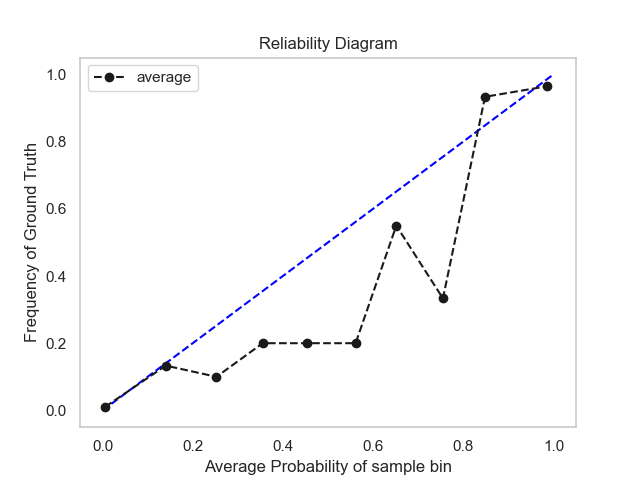 Reliability Diagram
average
Frequency of Ground Truth
1.0
0.8
0.6
0.4
0.2
0.0
0.0 0.2 0.4 0.6 0.8 1.0
Average Probability of sample bin